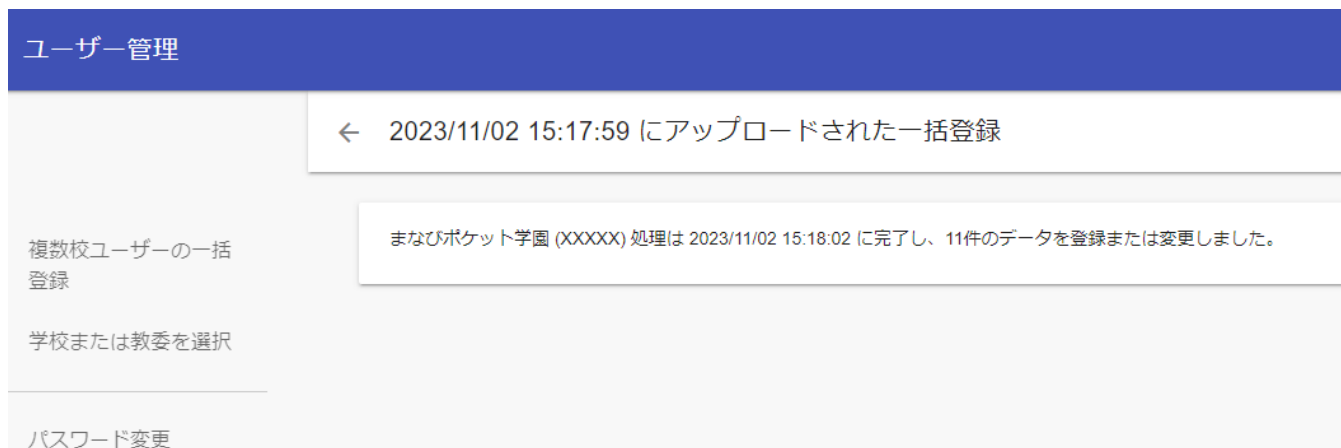 ユーザー管理
← 2023/11/02 15:17:59 にアップロードされた一括登録
まなびポケット学園 (XXXXX) 処理は 2023/11/02 15:18:02 に完了し、11件のデータを登録または変更しました。
複数校ユーザーの一括
登録
学校または教委を選択
パスワード変更